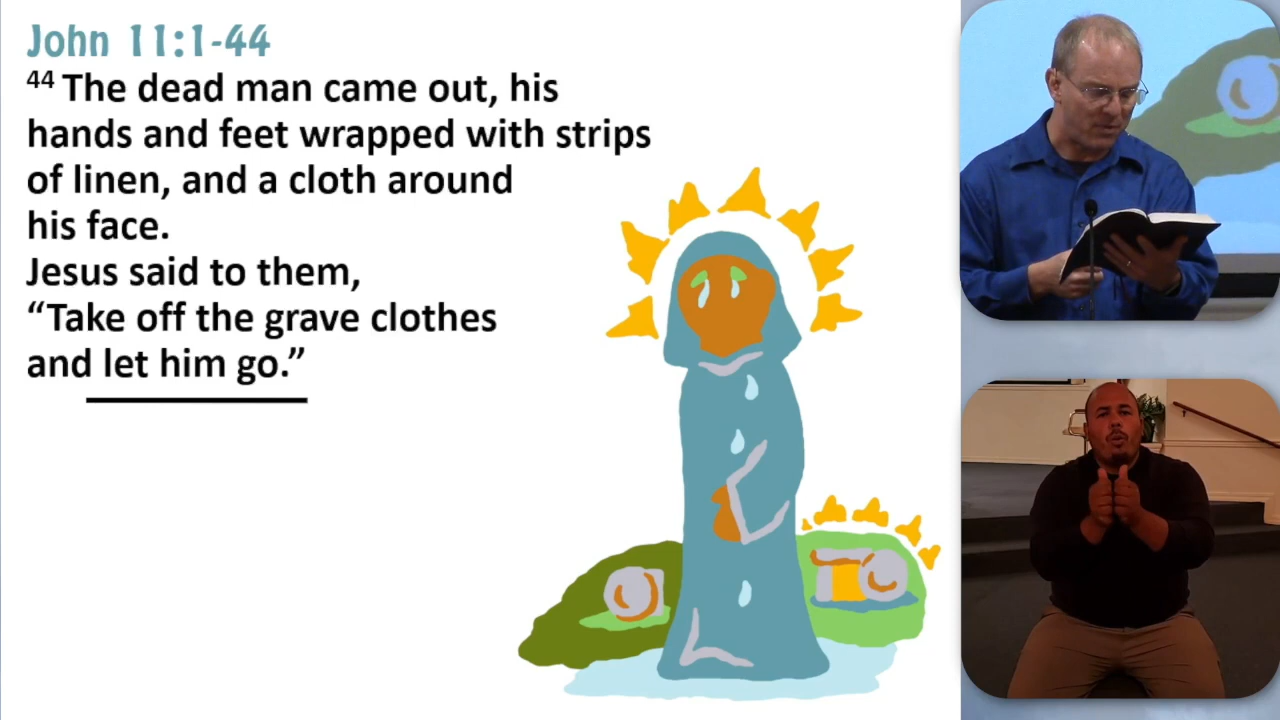 John 11:1-44
44 The dead man came out, his
hands and feet wrapped with strips
of linen, and a cloth around
his face.
Jesus said to them,
“Take off the grave clothes
and let him go.”